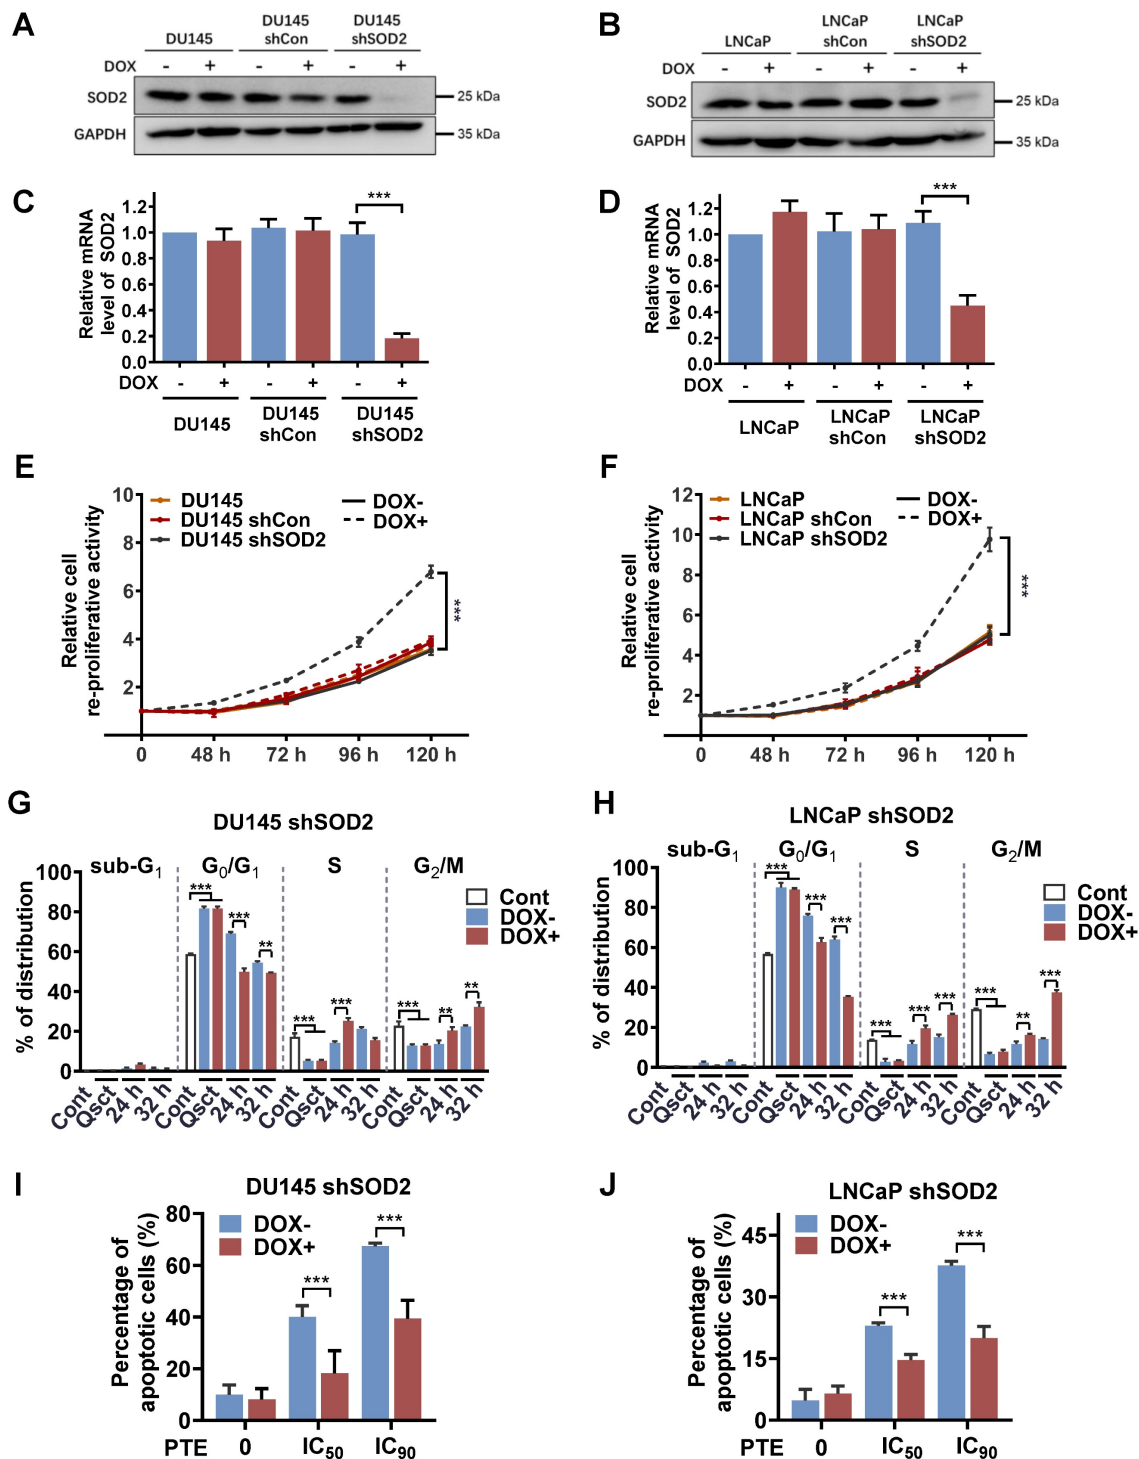 A
DU145
DU145 shCon
DU145 shSOD2
DOX - + - + - +
SOD2
25 kDa
GAPDH
35 kDa
B
LNCaP
LNCaP shCon
LNCaP shSOD2
DOX - + - + - +
SOD2
25 kDa
GAPDH
35 kDa
C
Relative mRNA
level of SOD2
1.2
1.0
0.8
0.6
0.4
0.2
0.0
***
DOX - + - + - +
DU145
DU145 shCon
DU145 shSOD2
D
Relative mRNA
level of SOD2
1.2
1.0
0.8
0.6
0.4
0.2
0.0
***
DOX - + - + - +
LNCaP
LNCaP shCon
LNCaP shSOD2
E
Relative cell
re-proliferative activity
10
8
6
4
2
DU145
DU145 shCon
DU145 shSOD2
DOX-
DOX+
***
0 48 h 72 h 96 h 120 h
F
Relative cell
re-proliferative activity
12
10
8
6
4
2
LNCaP
LNCaP shCon
LNCaP shSOD2
DOX-
DOX+
***
0 48 h 72 h 96 h 120 h
G
DU145 shSOD2
% of distribution
100
80
60
40
20
0
sub-G1 G0/G1 S G2/M
*** *** ** *** *** *** ** **
Cont
DOX-
DOX+
Cont Qsct 24 h 32 h Cont Qsct 24 h 32 h Cont Qsct 24 h 32 h Cont Qsct 24 h 32 h
H
LNCaP shSOD2
% of distribution
100
80
60
40
20
0
sub-G1 G0/G1 S G2/M
*** *** *** *** *** *** *** ** ***
Cont
DOX-
DOX+
Cont Qsct 24 h 32 h Cont Qsct 24 h 32 h Cont Qsct 24 h 32 h Cont Qsct 24 h 32 h
I
DU145 shSOD2
Percentage of
apoptotic cells (%)
80
60
40
20
0
DOX-
DOX+
*** ***
PTE 0 IC50 IC90
J
LNCaP shSOD2
Percentage of
apoptotic cells (%)
45
30
15
0
DOX-
DOX+
*** ***
PTE 0 IC50 IC90